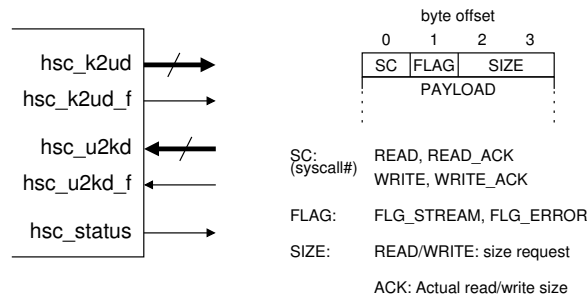 hsc_k2ud
hsc_k2ud_f
hsc_u2kd
hsc_u2kd_f
hsc_status
byte offset
0 1 2 3
SC FLAG SIZE
PAYLOAD
SC: READ, READ_ACK
(syscall#)
WRITE, WRITE_ACK
FLAG: FLG_STREAM, FLG_ERROR
SIZE: READ/WRITE: size request
ACK: Actual read/write size